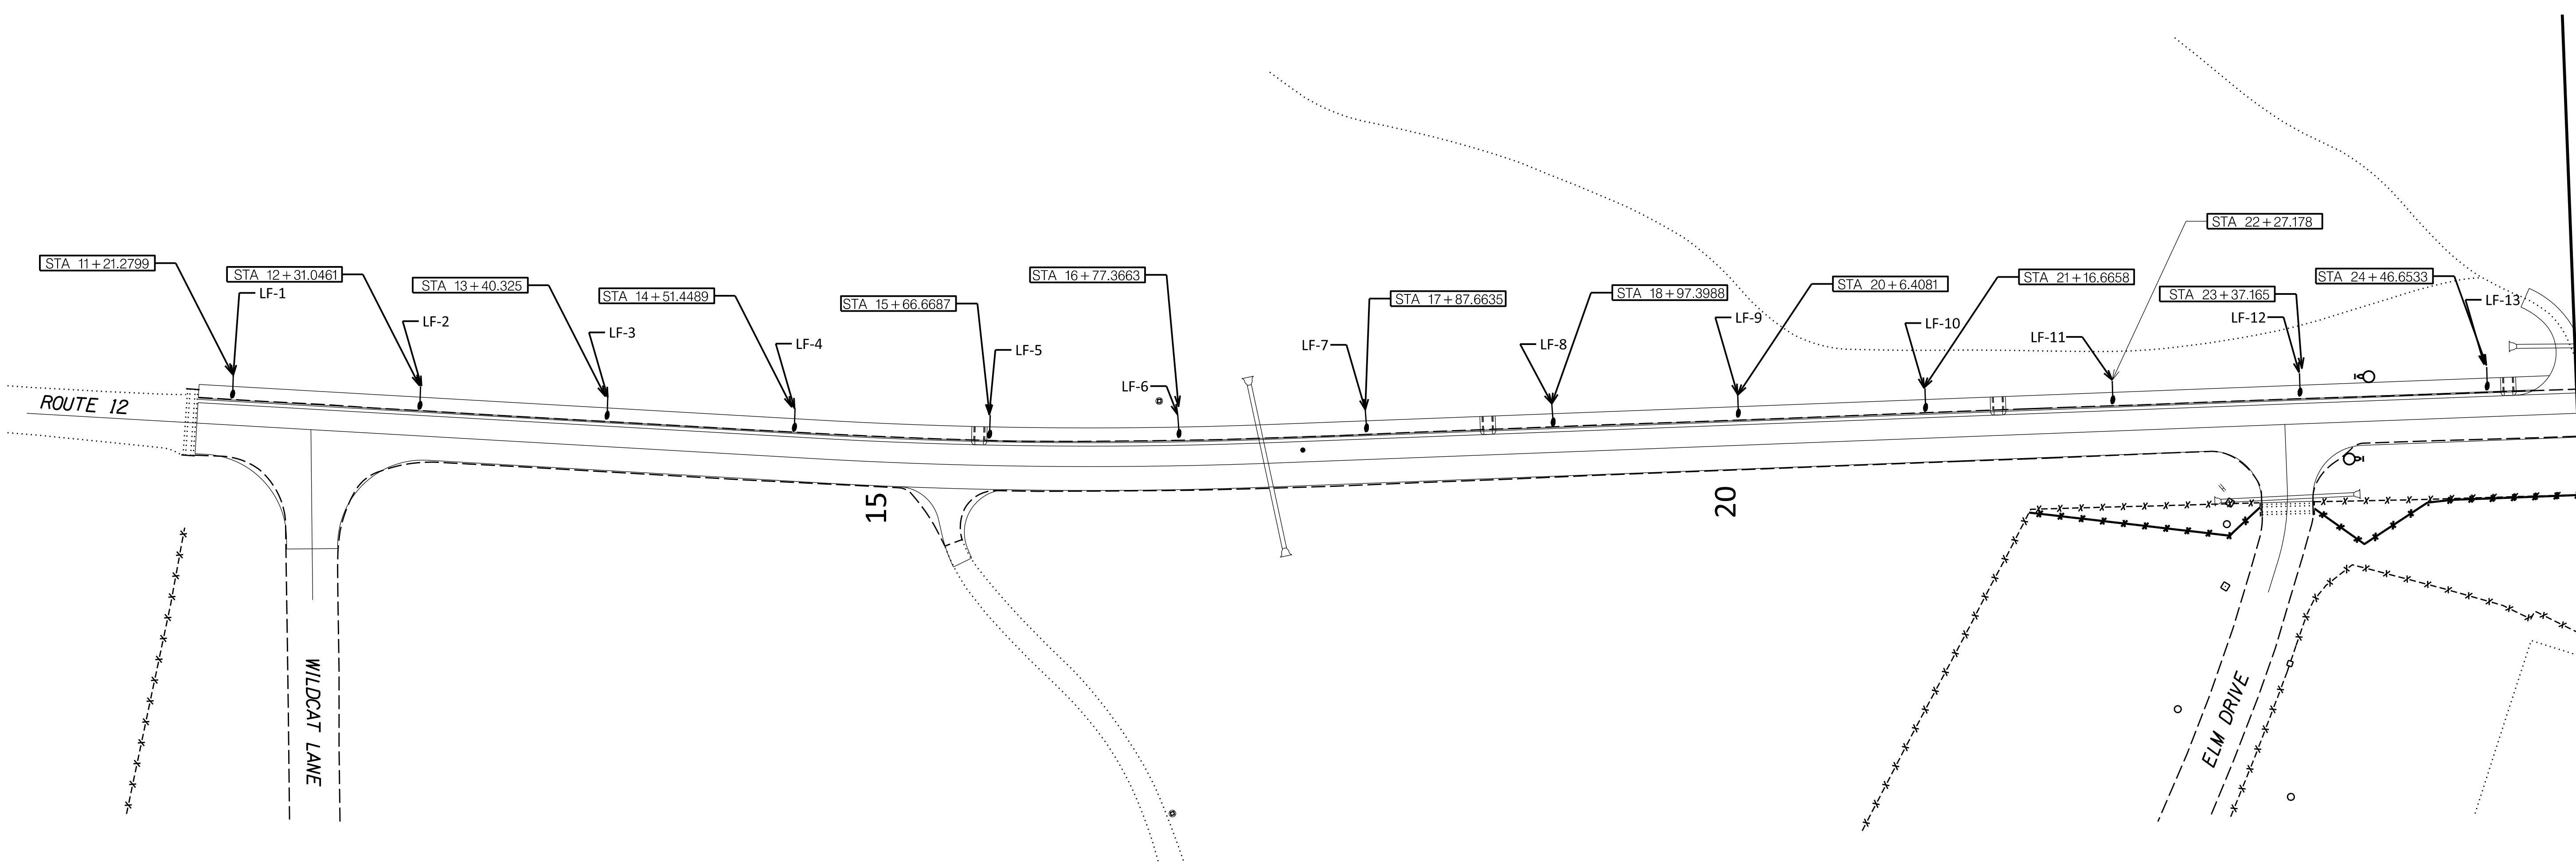 STA 11+21.2799
STA 12+31.0461
STA 13+40.325
STA 14+51.4489
STA 15+66.6687
STA 16+77.3663
STA 17+87.6635
STA 18+97.3988
STA 20+6.4081
STA 21+16.6658
STA 22+27.178
STA 23+37.165
STA 24+46.6533
LF-1
LF-2
LF-3
LF-4
LF-5
LF-6
LF-7
LF-8
LF-9
LF-10
LF-11
LF-12
LF-13
ROUTE 12
15
20
WILDCAT LANE
ELM DRIVE